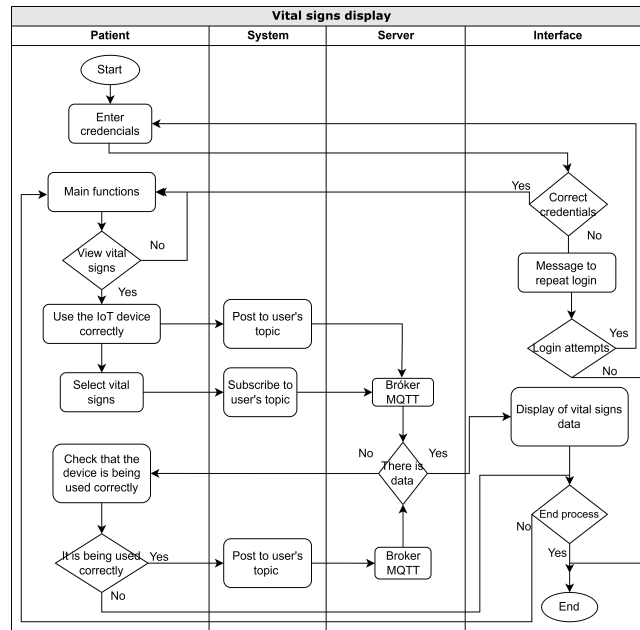 Vital signs display
Patient
System
Server
Interface
Start
Enter
credencials
Main functions
Yes
Correct
credentials
No
View vital
signs
No
Message to
repeat login
Yes
Use the IoT device
correctly
Post to user's
topic
Login attempts
Yes
No
Select vital
signs
Subscribe to
user's topic
Bróker
MQTT
Display of vital signs
data
Check that the
device is being
used correctly
No
There is
data
Yes
End process
No
Yes
It is being used
correctly
Yes
Post to user's
topic
Broker
MQTT
No
End